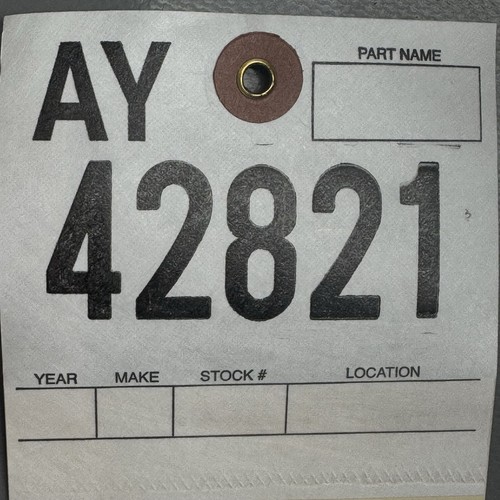 AY
PART NAME
42821
YEAR MAKE STOCK # LOCATION